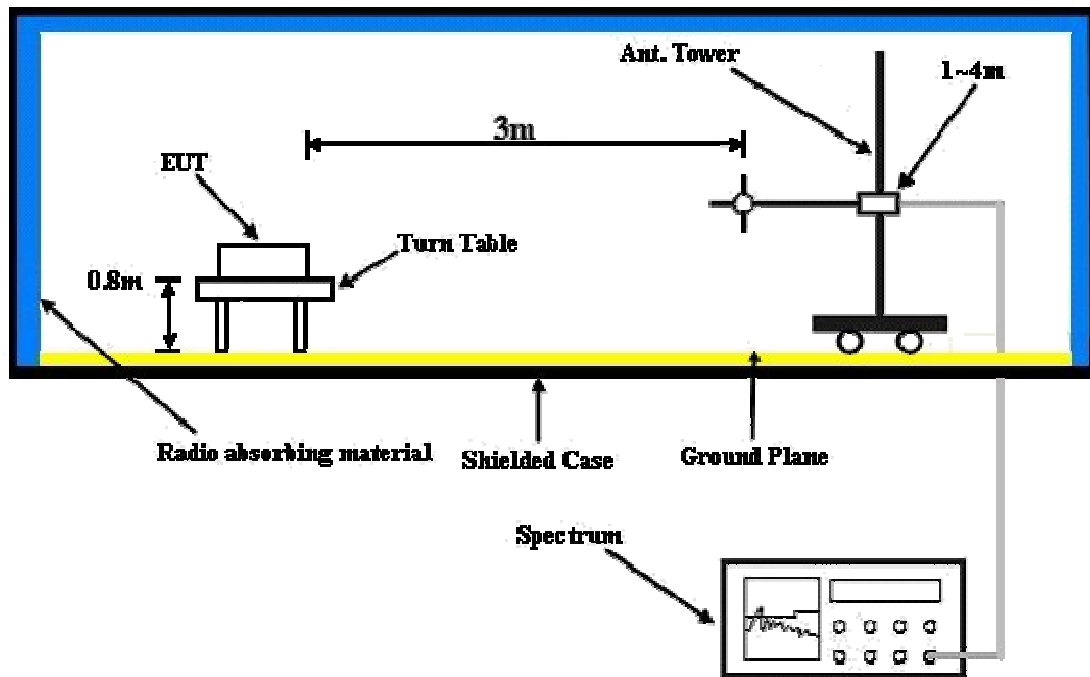 Ant. Tower
1~4m
3m
EUT
Turn Table
0.8m
Radio absorbing material
Shielded Case
Ground Plane
Spectrum